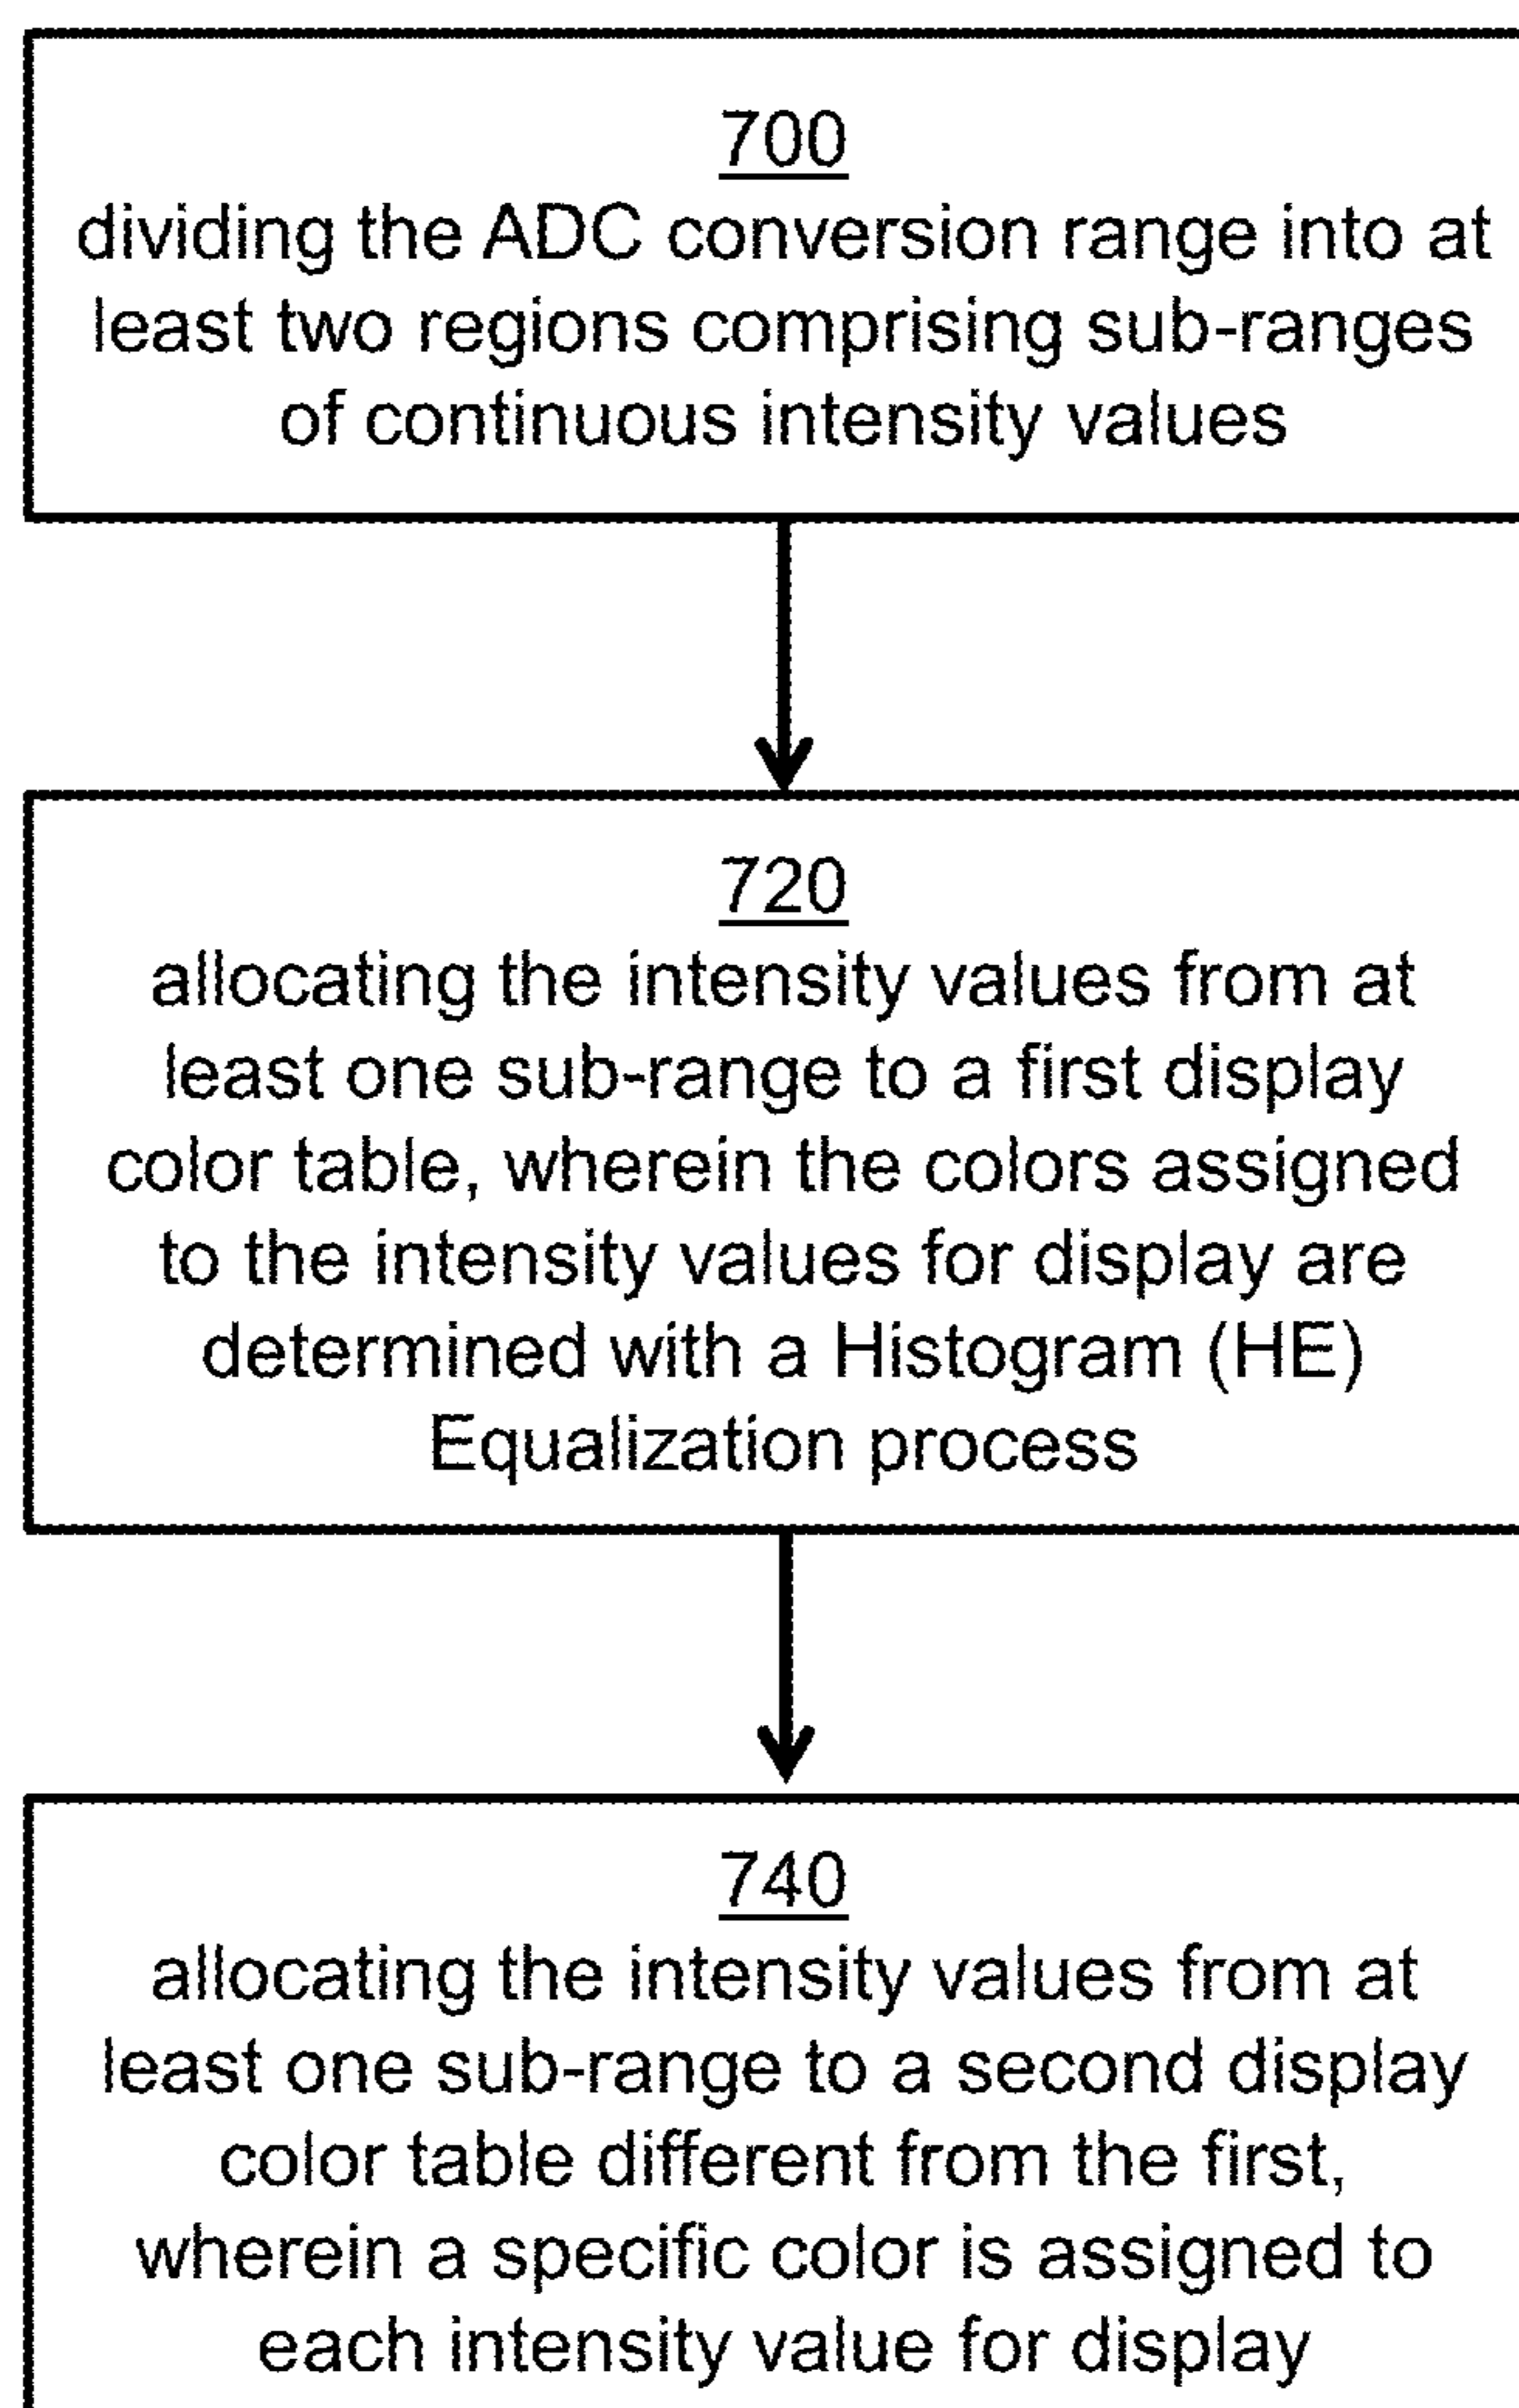 700
dividing the ADC conversion range into at
least two regions comprising sub-ranges
of continuous intensity values
720
allocating the intensity values from at
least one sub-range to a first display
color table, wherein the colors assigned
to the intensity values for display are
determined with a Histogram (HE)
Equalization process
740
allocating the intensity values from at
least one sub-range to a second display
color table different from the first,
wherein a specific color is assigned to
each intensity value for display